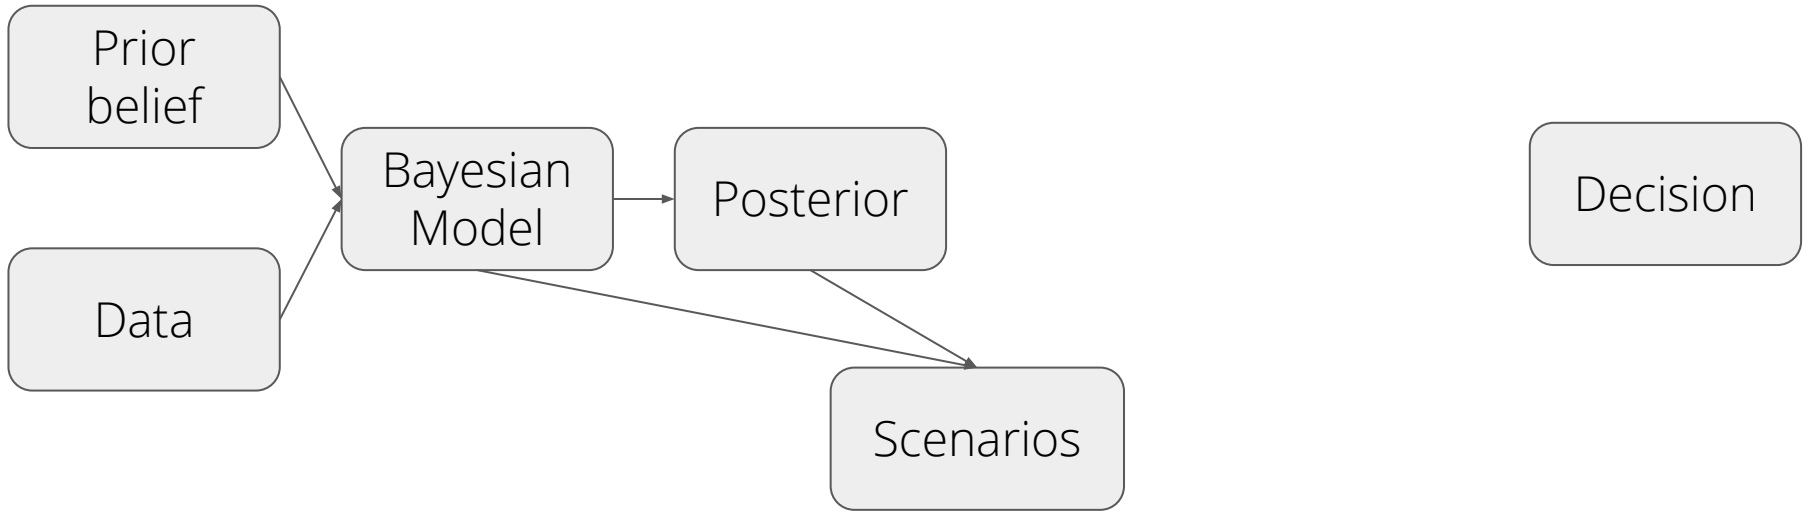 Prior
belief
Data
Bayesian
Model
Posterior
Scenarios
Decision